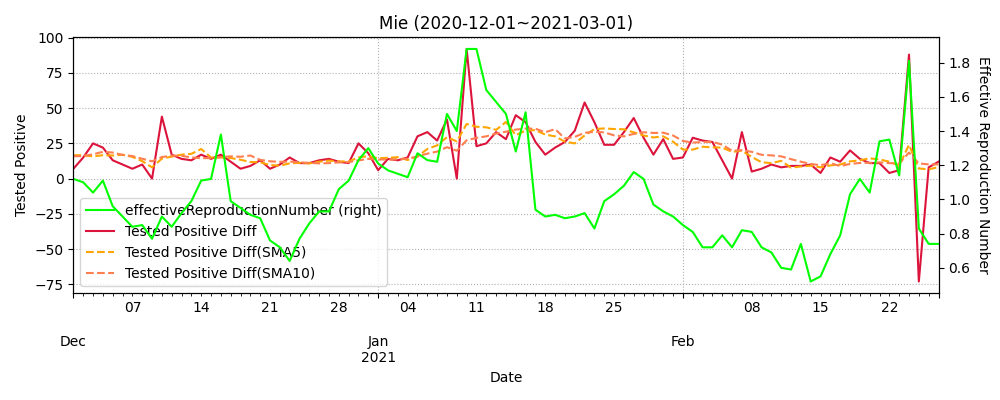 Mie (2020-12-01~2021-03-01)
Tested Positive
100
75
50
25
0
−25
−50
−75
effectiveReproductionNumber (right)
Tested Positive Diff
Tested Positive Diff(SMA5)
Tested Positive Diff(SMA10)
1.8
1.6
1.4
1.2
1.0
0.8
0.6
Effective Reproduction Number
07 14 21 28 04 11 18 25 08 15 22
Dec Jan Feb
2021
Date